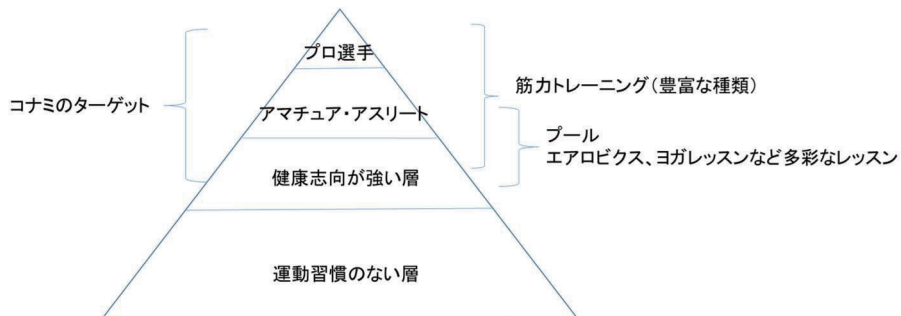 プロ選手
コナミのターゲット
筋力トレーニング(豊富な種類)
アマチュア・アスリート
プール
エアロビクス、ヨガレッスンなど多彩なレッスン
健康志向が強い層
運動習慣のない層